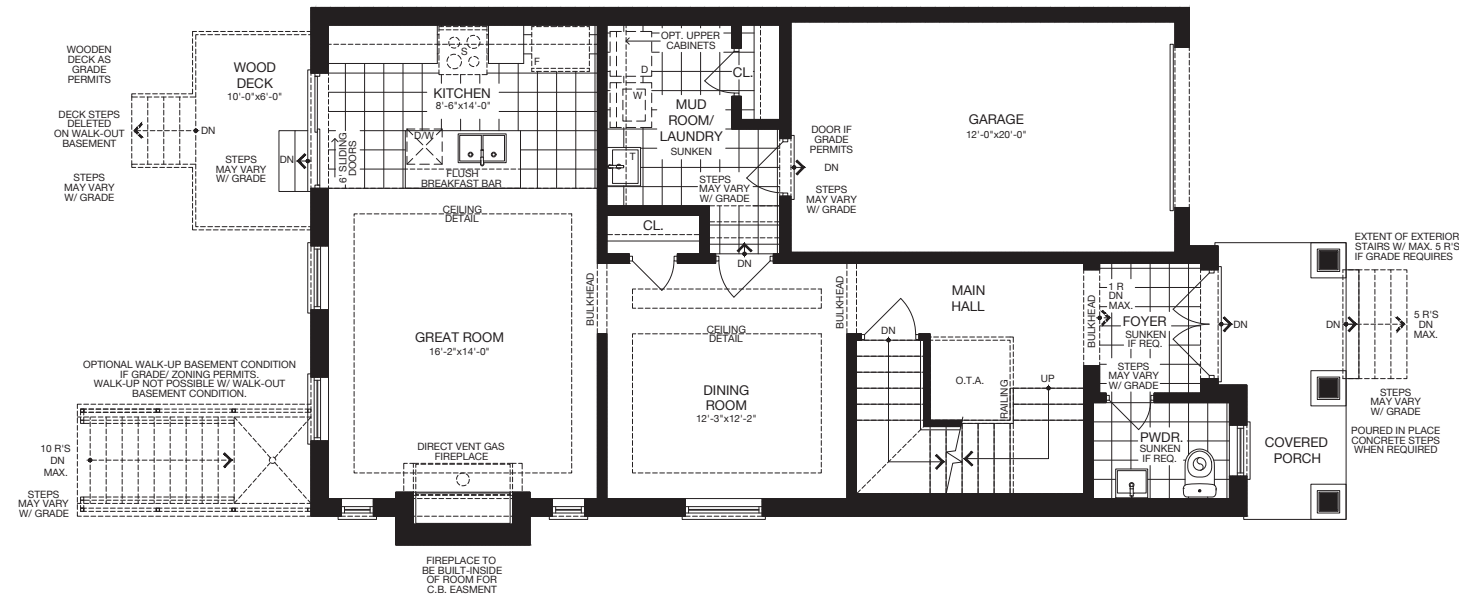 WOODEN
DECK AS
GRADE
PERMITS
WOOD
DECK
10'-0"x6'-0"
DECK STEPS
DELETED
ON WALK-OUT
BASEMENT
DN
STEPS
MAY VARY
W/ GRADE
STEPS
MAY VARY
W/ GRADE
DN
6' SLIDING
DOORS
S
F
KITCHEN
8'-6"x14'-0"
D/W
FLUSH
BREAKFAST BAR
OPT. UPPER
CABINETS
D
W
CL.
MUD
ROOM/
LAUNDRY
SUNKEN
T
STEPS
MAY VARY
W/ GRADE
DOOR IF
GRADE
PERMITS
DN
STEPS
MAY VARY
W/ GRADE
GARAGE
12'-0"x20'-0"
CEILING
DETAIL
CL.
DN
BULKHEAD
GREAT ROOM
16'-2"x14'-0"
DIRECT VENT GAS
FIREPLACE
CEILING
DETAIL
DINING
ROOM
12'-3"x12'-2"
BULKHEAD
MAIN
HALL
DN
O.T.A.
RAILING
UP
BULKHEAD
1 R
DN
MAX.
FOYER
SUNKEN
IF REQ.
STEPS
MAY VARY
W/ GRADE
DN
PWDR.
SUNKEN
IF REQ.
COVERED
PORCH
EXTENT OF EXTERIOR
STAIRS W/ MAX. 5 R'S
IF GRADE REQUIRES
DN
5 R'S
DN
MAX.
STEPS
MAY VARY
W/ GRADE
POURED IN PLACE
CONCRETE STEPS
WHEN REQUIRED
OPTIONAL WALK-UP BASEMENT CONDITION
IF GRADE/ ZONING PERMITS.
WALK-UP NOT POSSIBLE W/ WALK-OUT
BASEMENT CONDITION.
10 R'S
DN
MAX.
STEPS
MAY VARY
W/ GRADE
FIREPLACE TO
BE BUILT-INSIDE
OF ROOM FOR
C.B. EASMENT